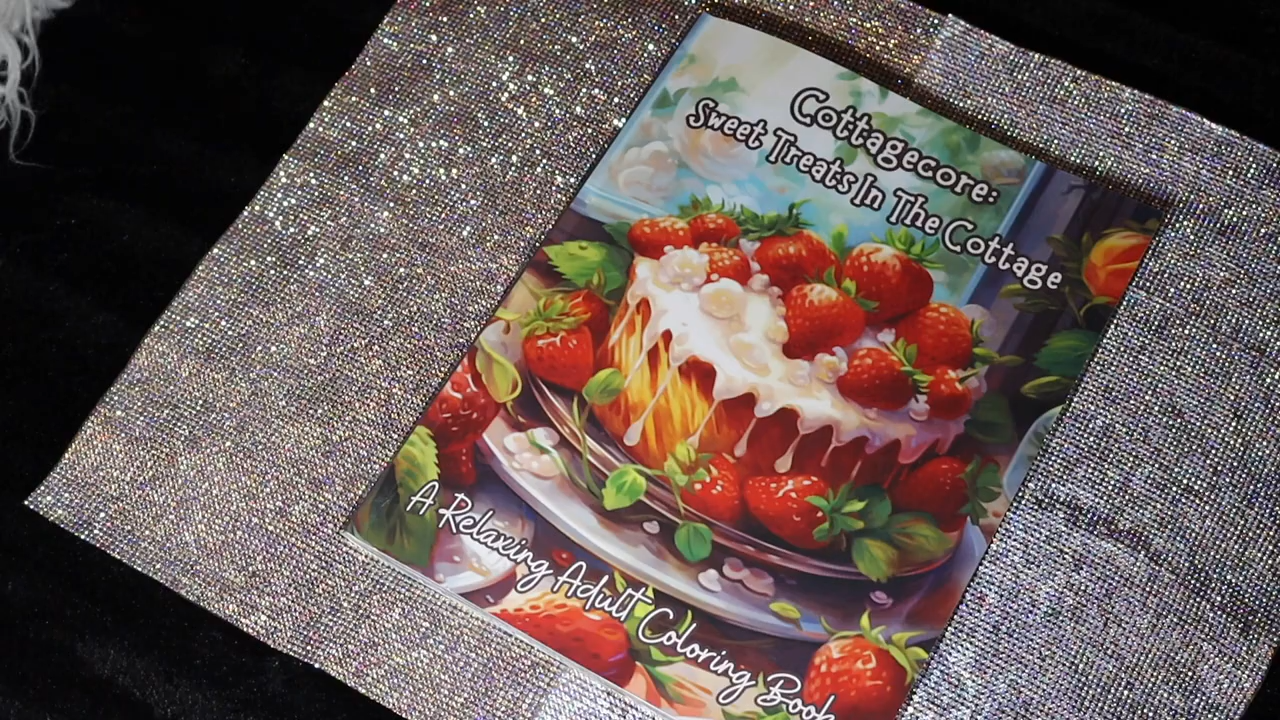 Cottagecore:
Sweet Treats In The Cottage
A Relaxing Adult Coloring Book